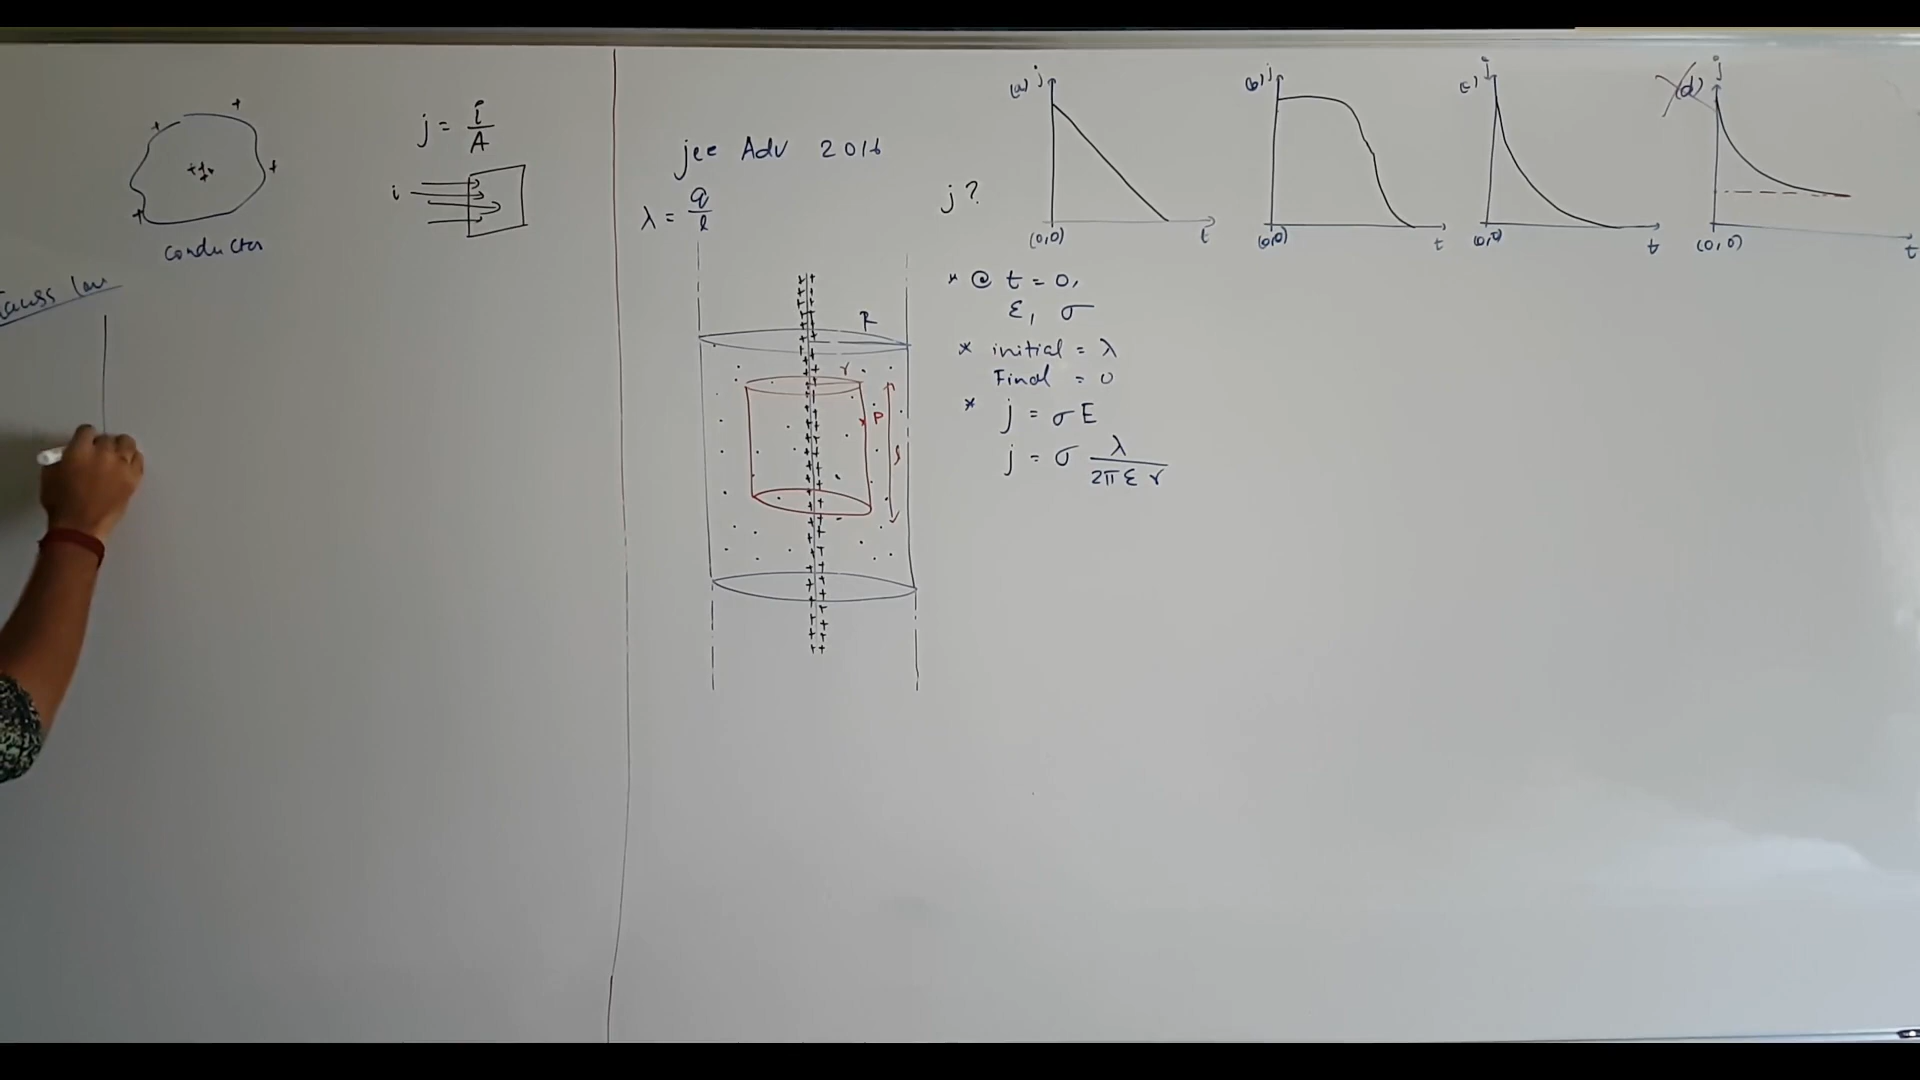 conductor
j = i / A
i
Gauss law
jee Adv 2016
λ = q / l
R
r
P
l
j ?
(a) j
(0,0)
t
(b) j
(0,0)
t
(c) j
(0,0)
t
(d) j
(0,0)
t
* @ t = 0,
ε, σ
* initial = λ
Final = 0
* j = σ E
j = σ λ / 2π ε r